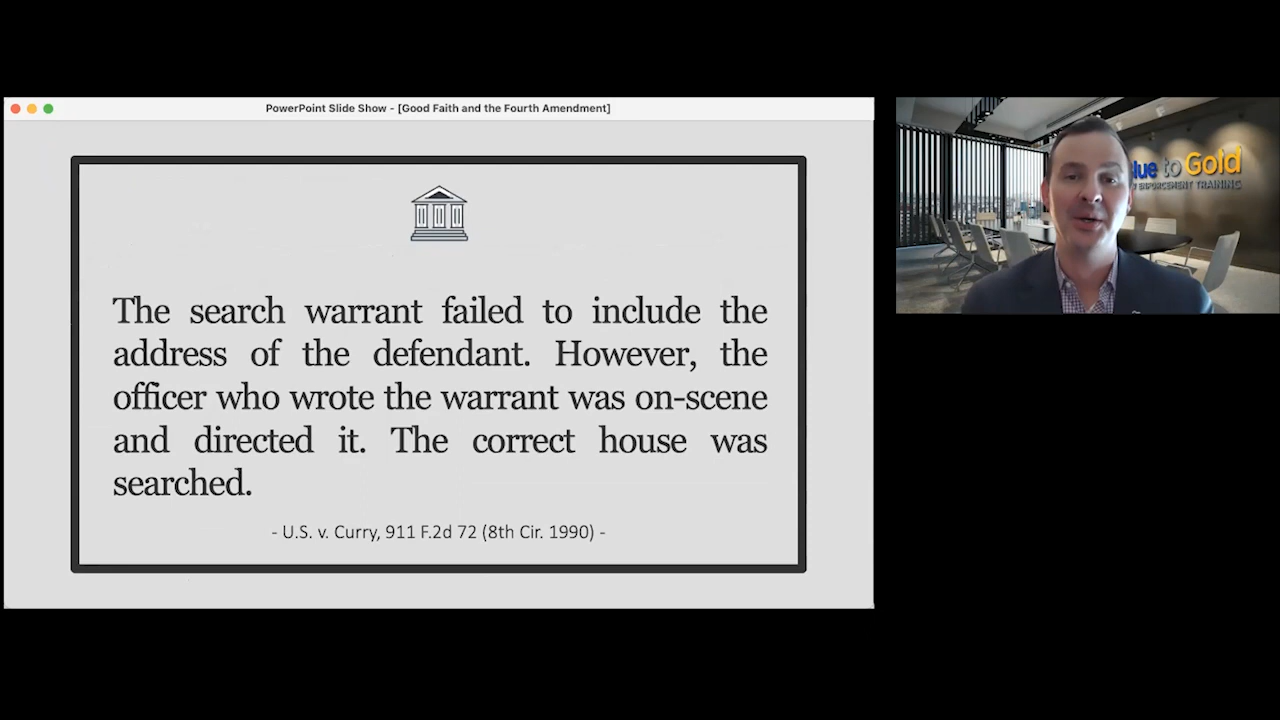 PowerPoint Slide Show - [Good Faith and the Fourth Amendment]
The search warrant failed to include the
address of the defendant. However, the
officer who wrote the warrant was on-scene
and directed it. The correct house was
searched.
- U.S. v. Curry, 911 F.2d 72 (8th Cir. 1990) -
to Gold
ENFORCEMENT TRAINING